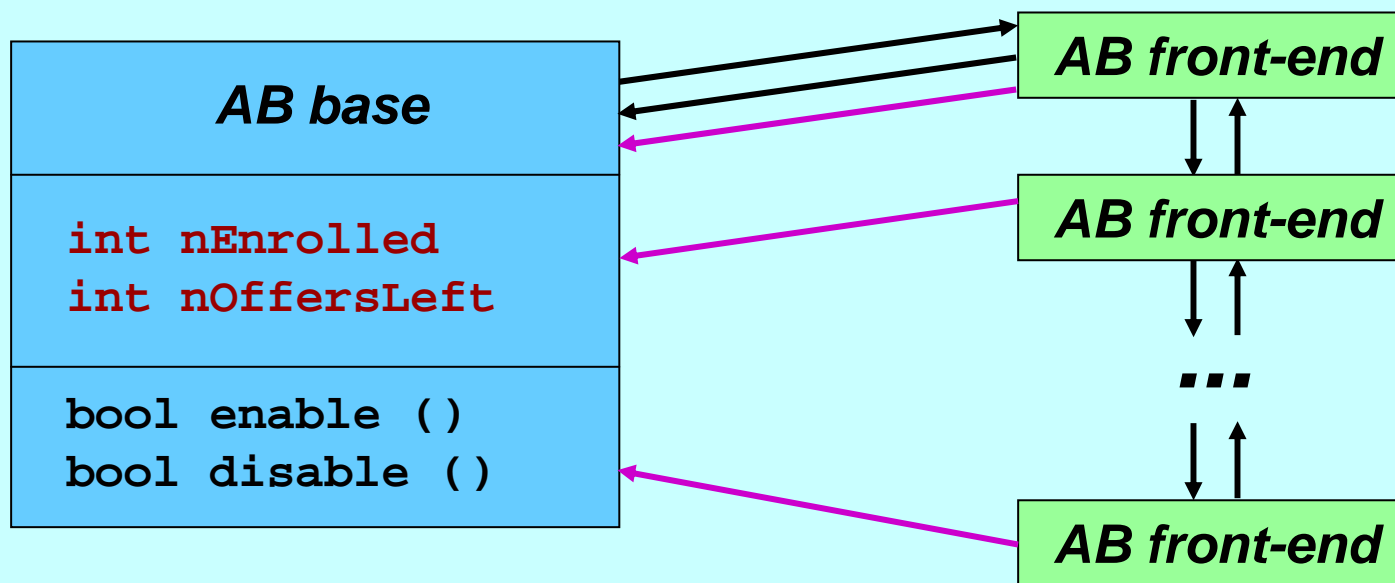 AB base
int nEnrolled
int nOffersLeft
bool enable ()
bool disable ()
AB front-end
AB front-end
...
AB front-end